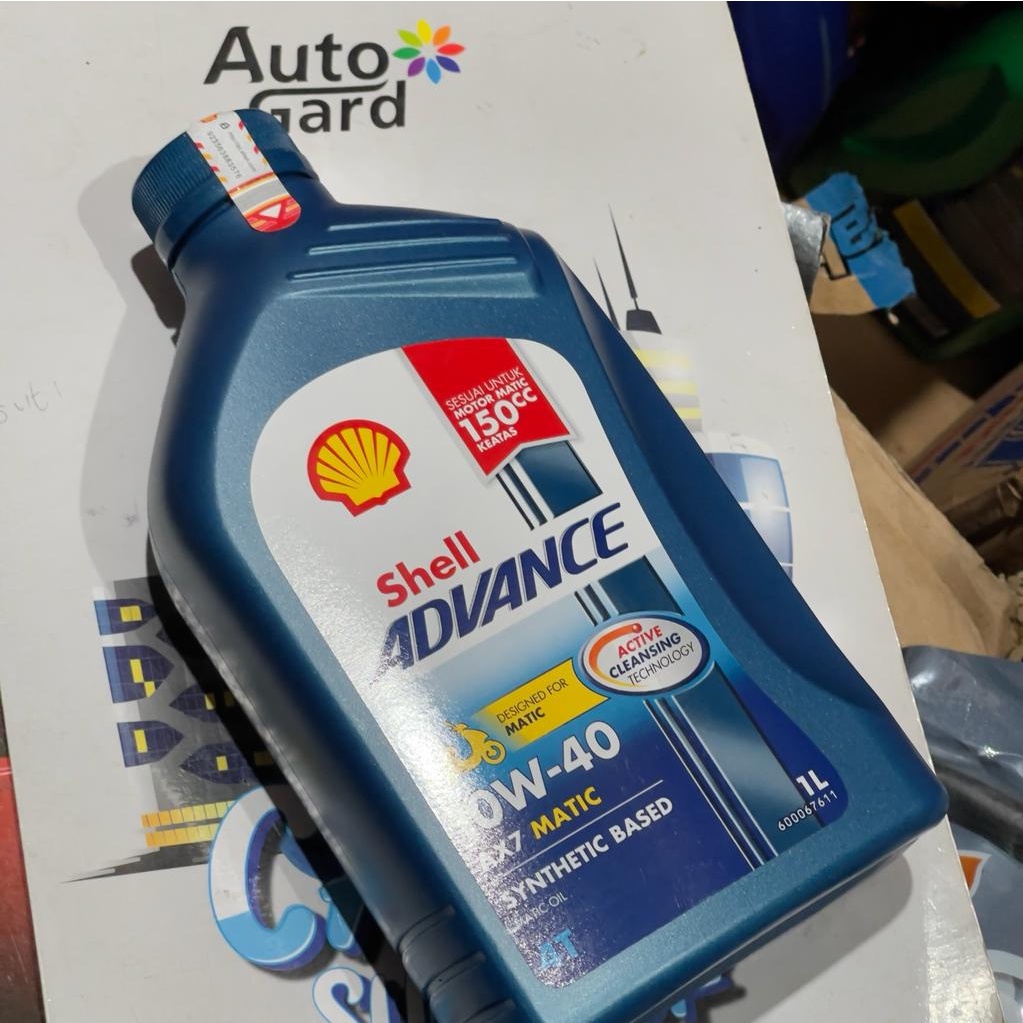 Auto
Gard
SESUAI UNTUK
MOTOR MATIC
150CC
KEATAS
Shell
ADVANCE
ACTIVE
CLEANSING
TECHNOLOGY
DESIGNED FOR
MATIC
0W-40
AX7 MATIC
SYNTHETIC BASED
1L
600067611
4T